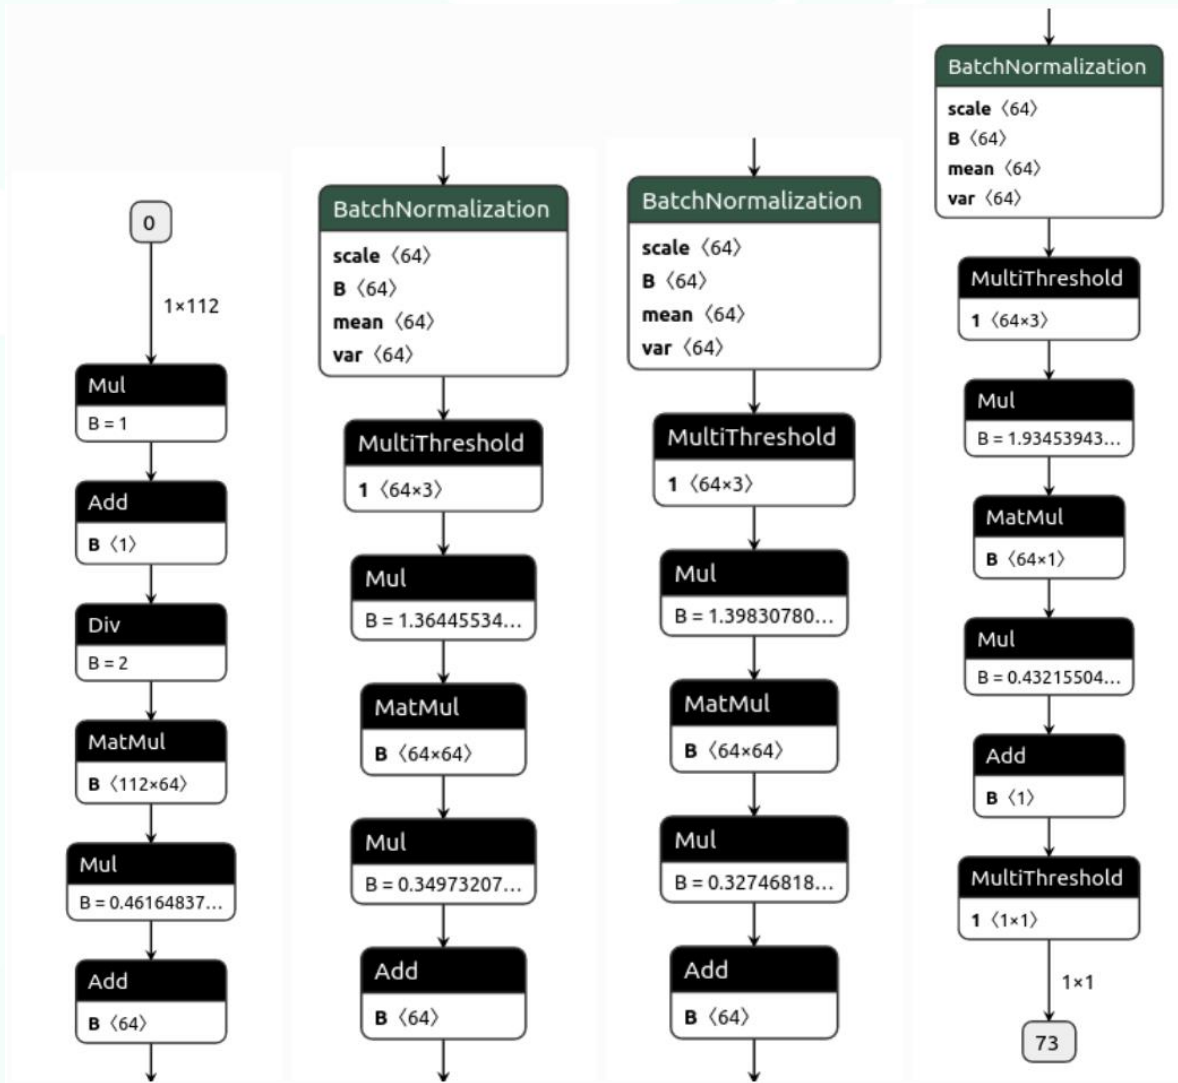 0
1×112
Mul
B = 1
Add
B ⟨1⟩
Div
B = 2
MatMul
B ⟨112×64⟩
Mul
B = 0.46164837…
Add
B ⟨64⟩
BatchNormalization
scale ⟨64⟩
B ⟨64⟩
mean ⟨64⟩
var ⟨64⟩
MultiThreshold
1 ⟨64×3⟩
Mul
B = 1.36445534…
MatMul
B ⟨64×64⟩
Mul
B = 0.34973207…
Add
B ⟨64⟩
BatchNormalization
scale ⟨64⟩
B ⟨64⟩
mean ⟨64⟩
var ⟨64⟩
MultiThreshold
1 ⟨64×3⟩
Mul
B = 1.39830780…
MatMul
B ⟨64×64⟩
Mul
B = 0.32746818…
Add
B ⟨64⟩
BatchNormalization
scale ⟨64⟩
B ⟨64⟩
mean ⟨64⟩
var ⟨64⟩
MultiThreshold
1 ⟨64×3⟩
Mul
B = 1.93453943…
MatMul
B ⟨64×1⟩
Mul
B = 0.43215504…
Add
B ⟨1⟩
MultiThreshold
1 ⟨1×1⟩
1×1
73